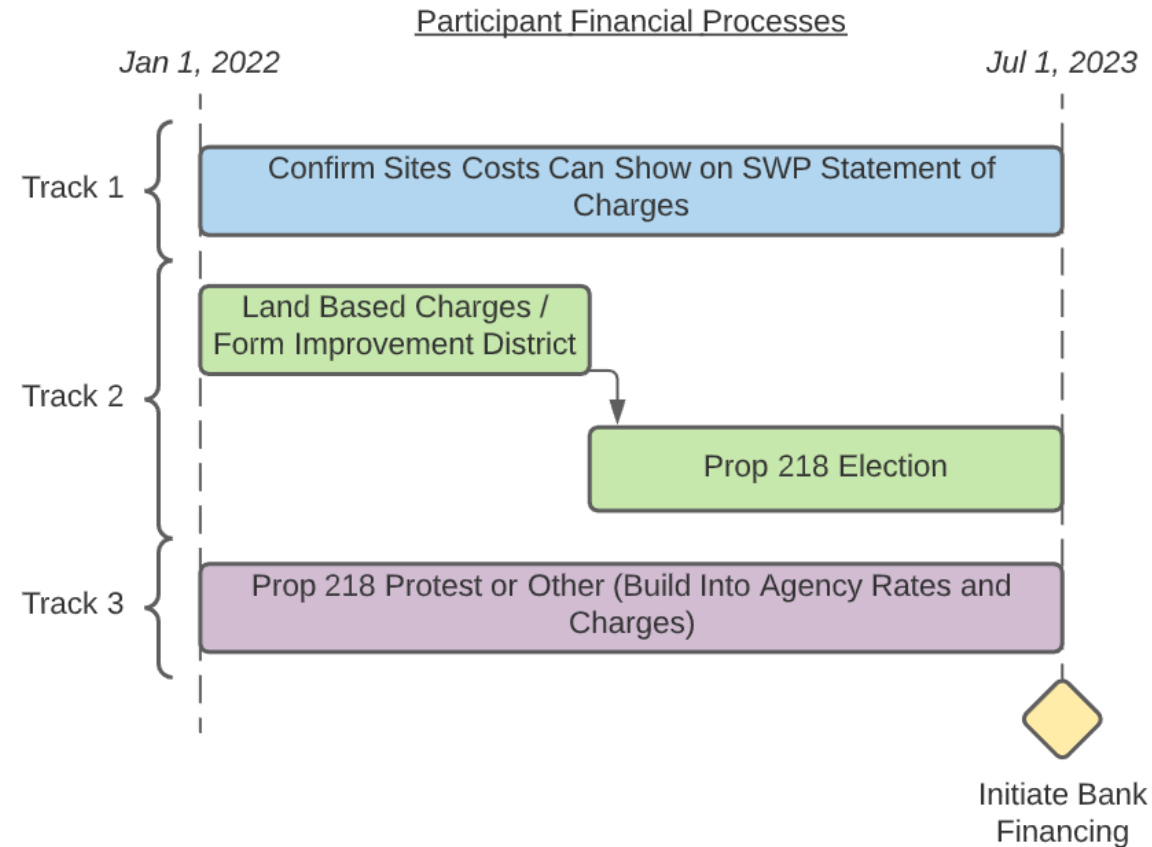 Participant Financial Processes
Jan 1, 2022
Jul 1, 2023
Track 1
Confirm Sites Costs Can Show on SWP Statement of
Charges
Track 2
Land Based Charges /
Form Improvement District
Prop 218 Election
Track 3
Prop 218 Protest or Other (Build Into Agency Rates and
Charges)
Initiate Bank
Financing